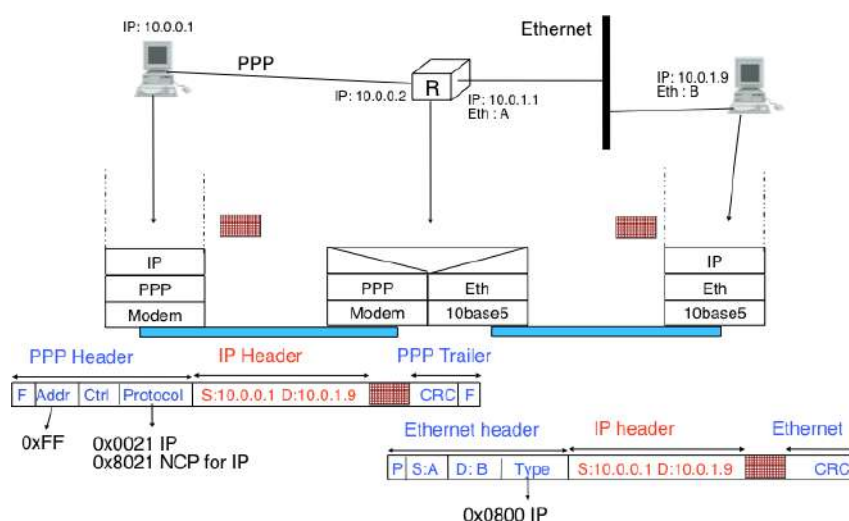 IP: 10.0.0.1
Ethernet
PPP
R
IP: 10.0.0.2
IP: 10.0.1.1
Eth : A
IP: 10.0.1.9
Eth : B
IP
PPP
Modem
PPP
Eth
Modem
10base5
IP
Eth
10base5
PPP Header
IP Header
PPP Trailer
F Addr Ctrl Protocol S:10.0.0.1 D:10.0.1.9 CRC F
0xFF
0x0021 IP
0x8021 NCP for IP
Ethernet header
IP header
Ethernet
P S:A D: B Type S:10.0.0.1 D:10.0.1.9 CRC
0x0800 IP